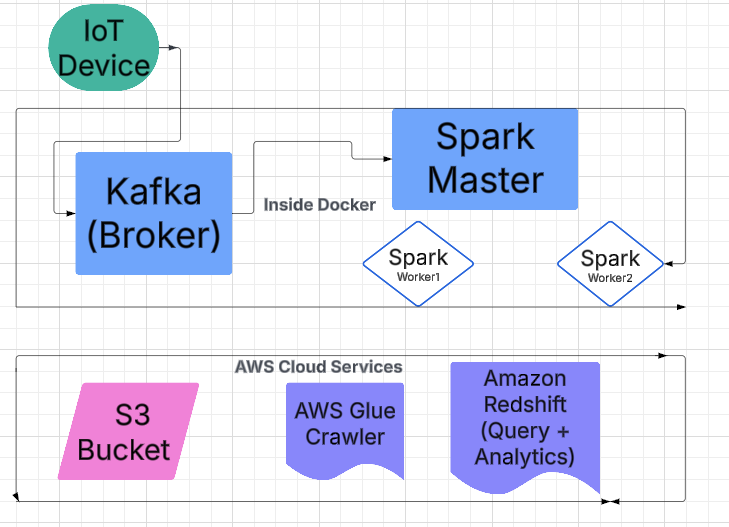 IoT
Device
Spark
Master
Kafka
(Broker)
Inside Docker
Spark
Worker1
Spark
Worker2
AWS Cloud Services
S3
Bucket
AWS Glue
Crawler
Amazon
Redshift
(Query +
Analytics)